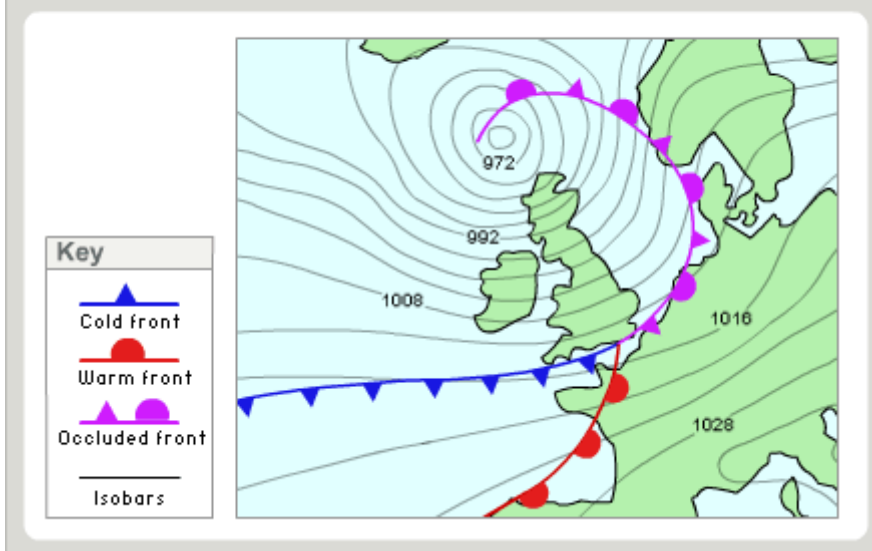 972
992
Key
1008
Cold front
1016
Warm front
1028
Occluded front
Isobars